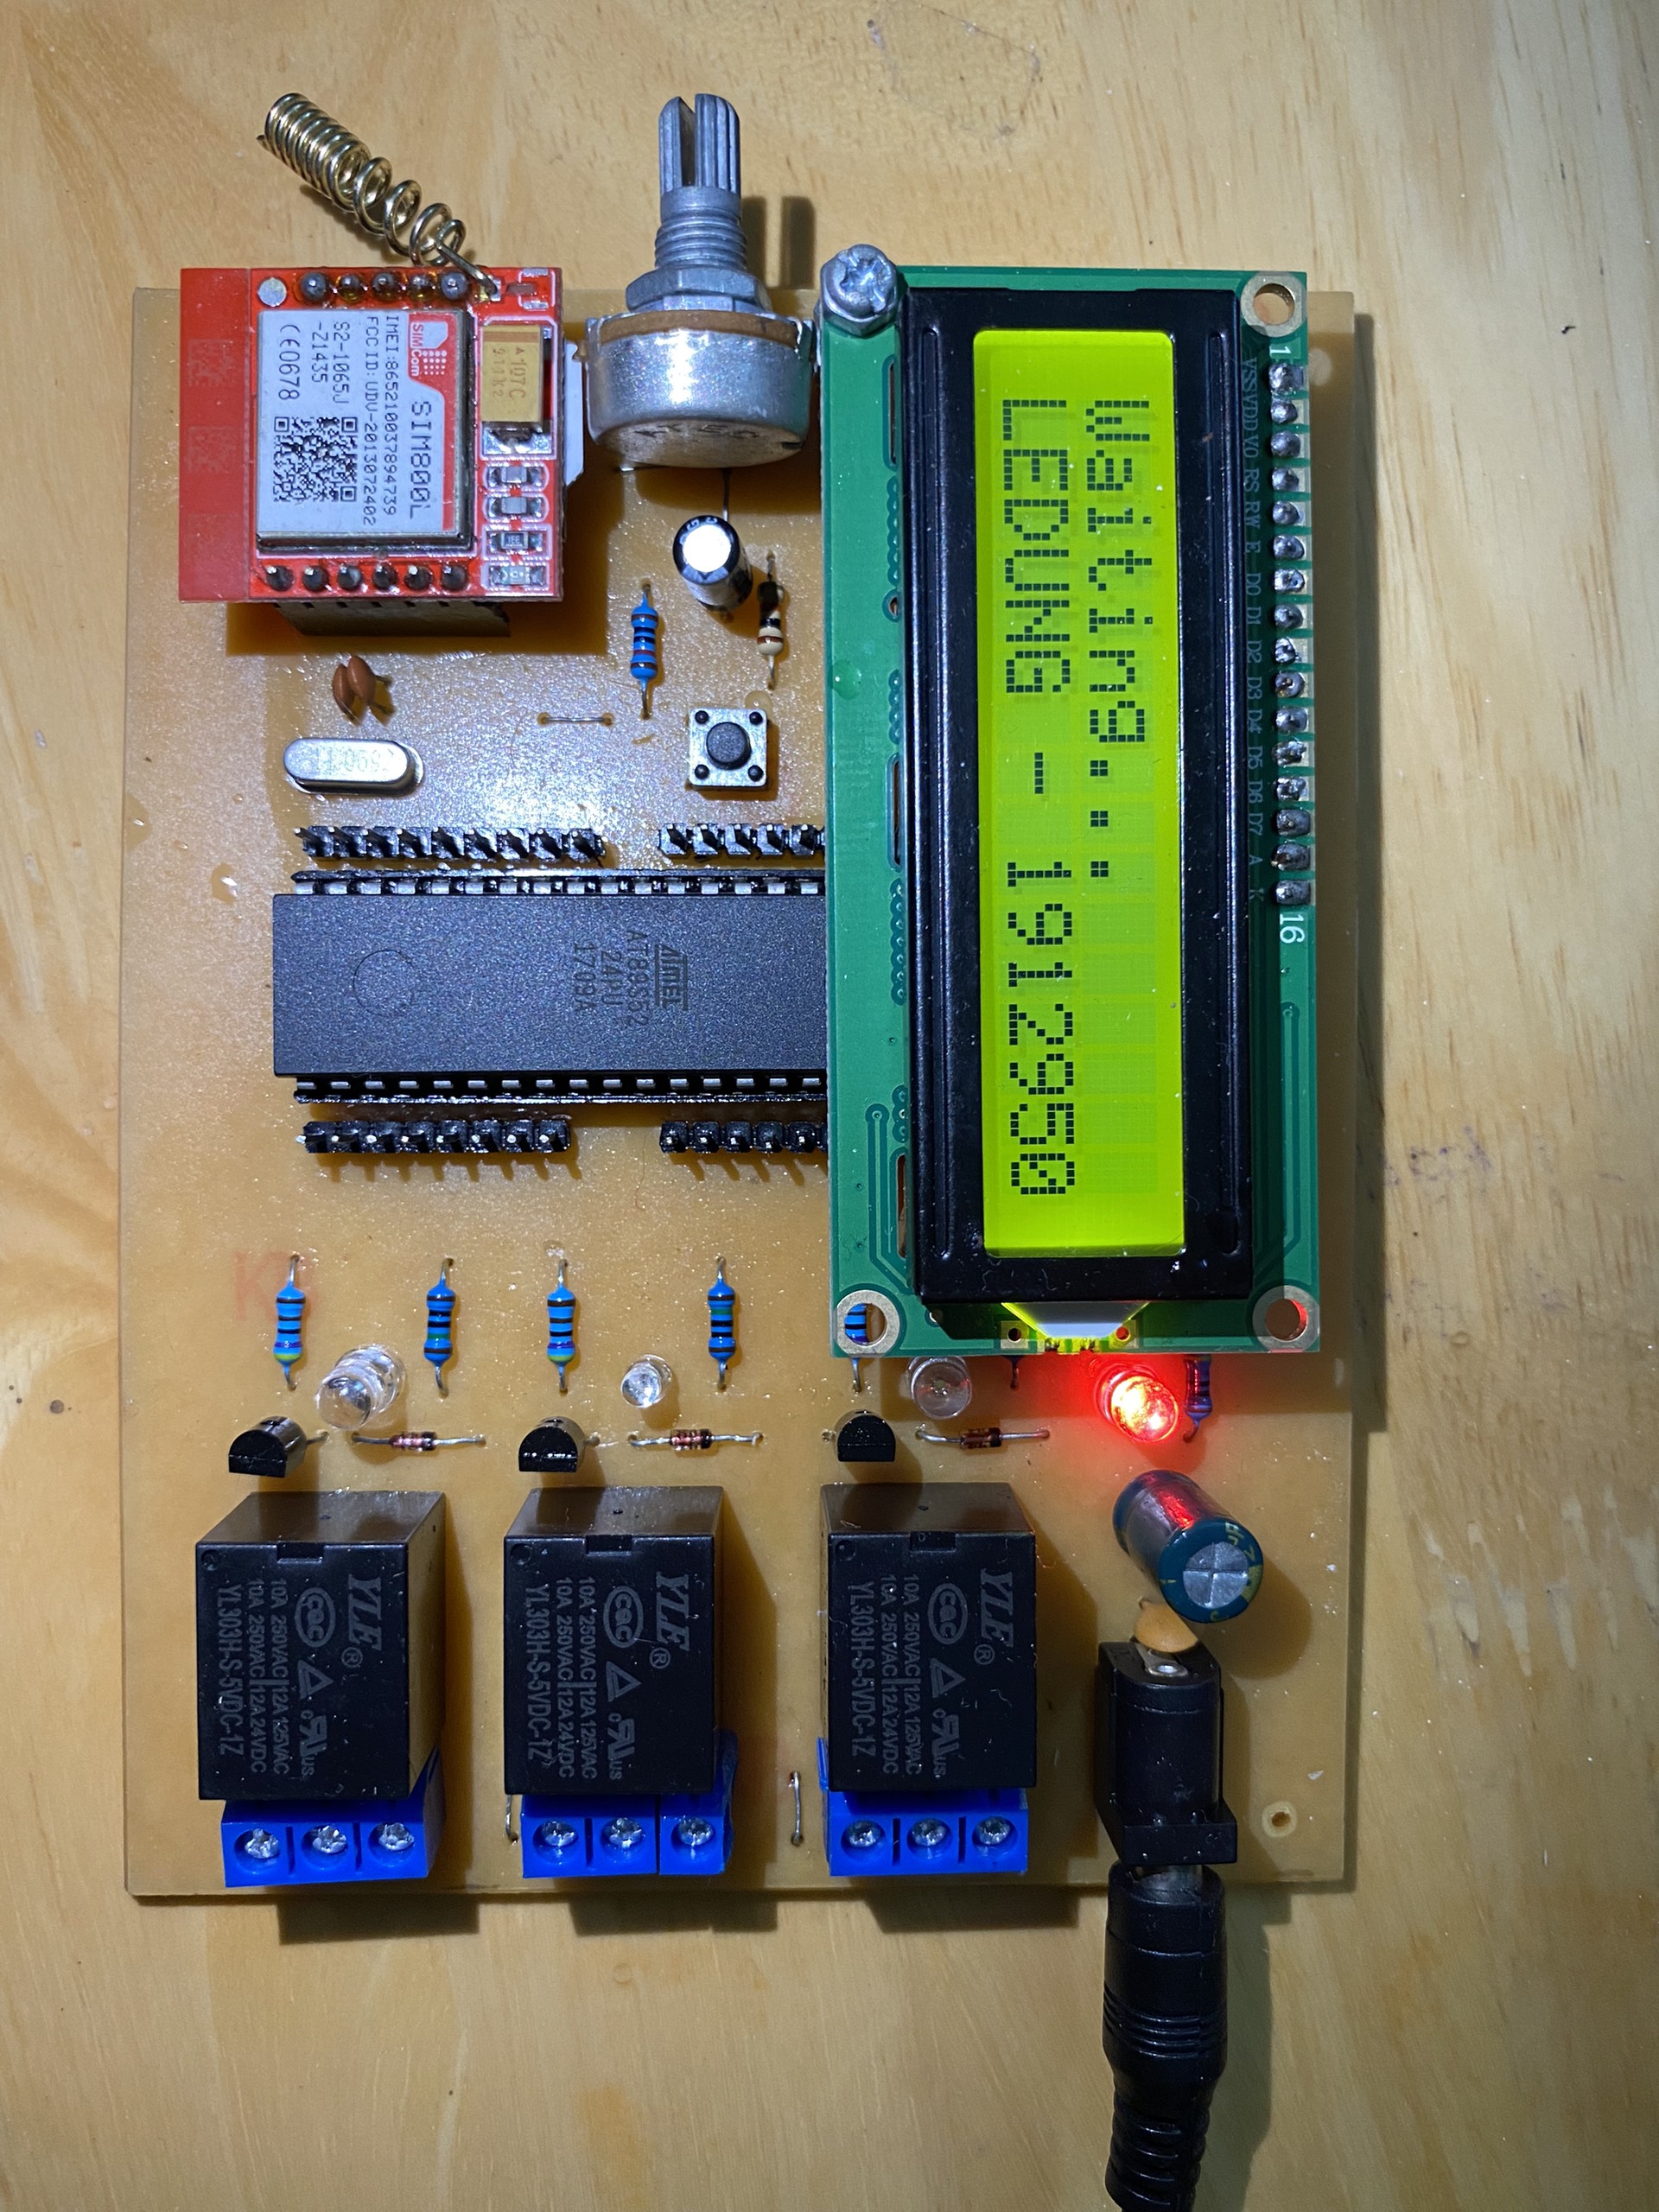 Waiting...
LEDUNG - 1912950
SIMCom
SIM800L
IMEI:865210037894739
FCC ID:UDV-2013072402
S2-1065J
-Z1435
CE0678
A107C
1
VSS VDD V0 RS RW E D0 D1 D2 D3 D4 D5 D6 D7 A K
16
ATMEL
AT89S52
24PU
1709A
YLE®
10A 250VAC 12A 125VAC
10A 250VAC 12A 24VDC
YL303H-S-5VDC-1Z
YLE®
10A 250VAC 12A 125VAC
10A 250VAC 12A 24VDC
YL303H-S-5VDC-1Z
YLE®
10A 250VAC 12A 125VAC
10A 250VAC 12A 24VDC
YL303H-S-5VDC-1Z